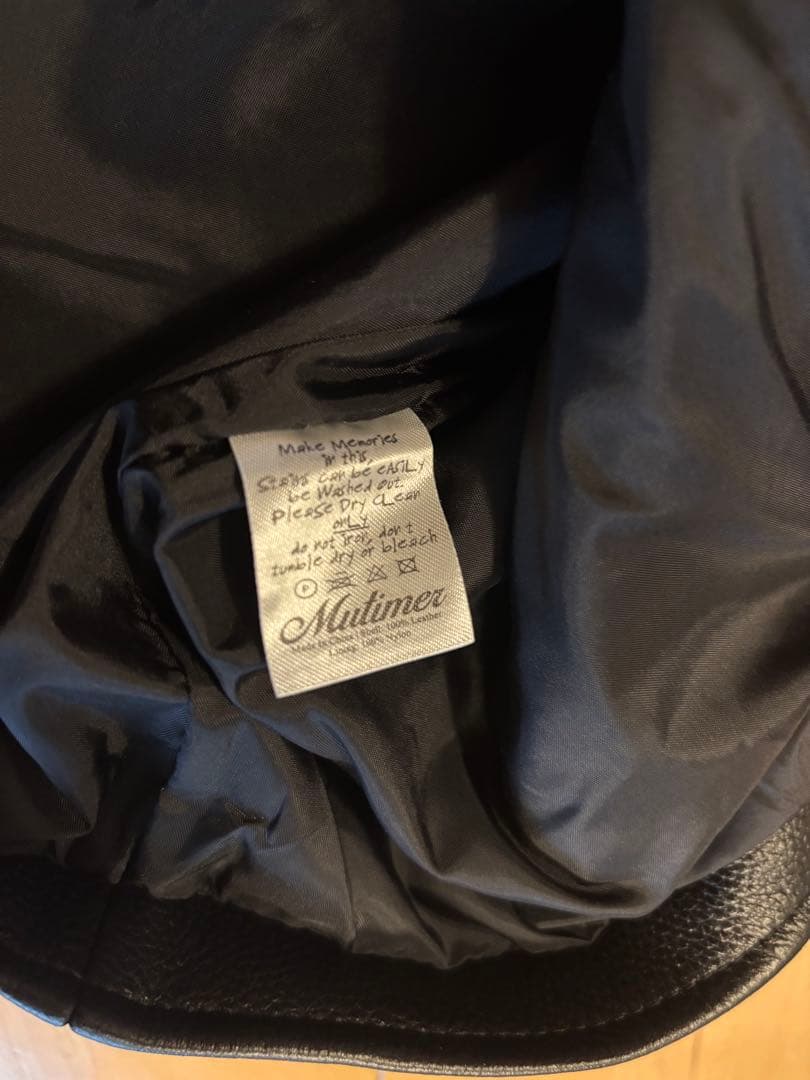 Make Memories
in this,
Stains can be EASILY
be Washed out.
Please Dry Clean
ONLY
do not iron, don't
tumble dry or bleach
P
Mutimer
Made in China | Shell: 100% Leather
Lining: 100% Nylon